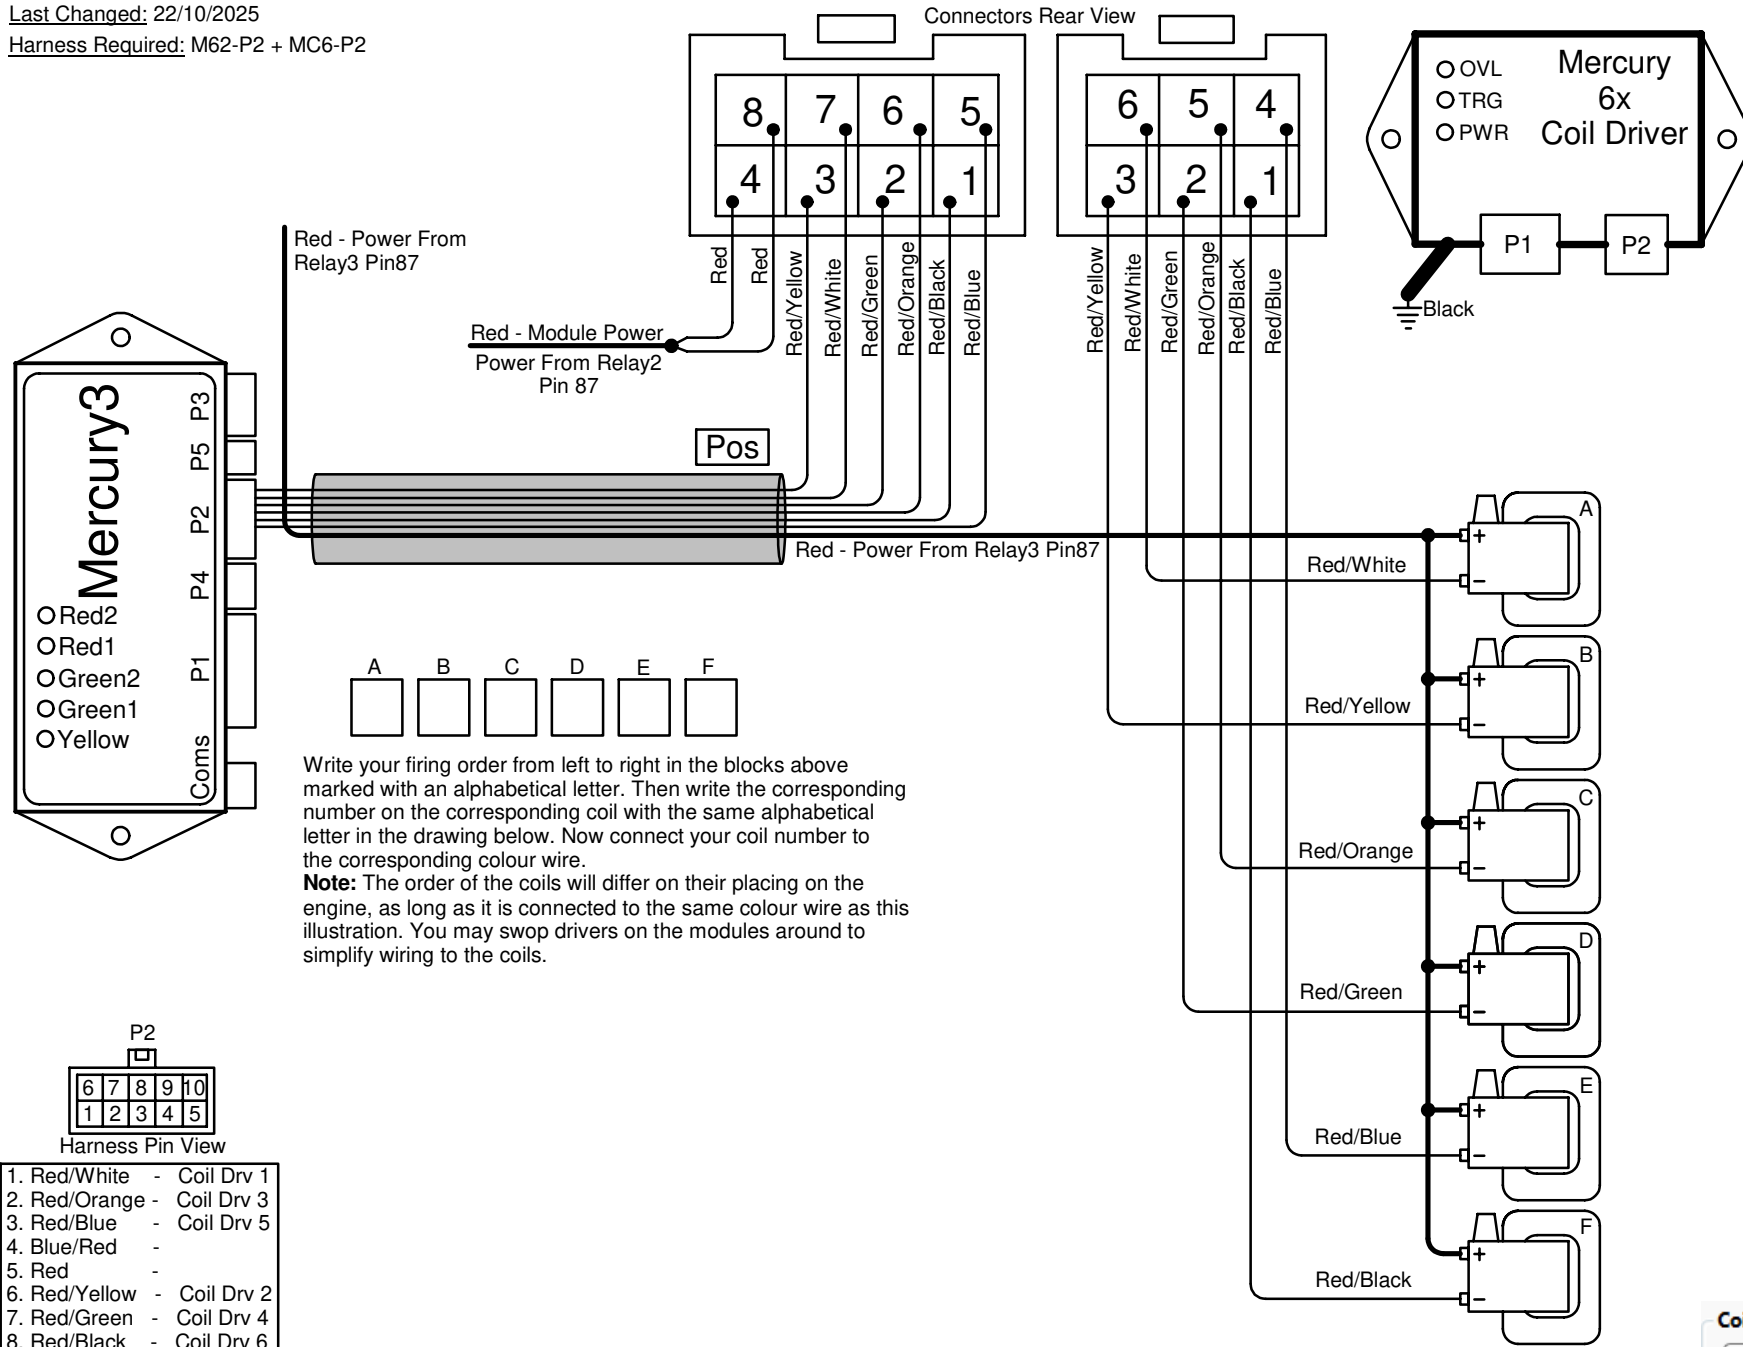 Last Changed: 22/10/2025
Harness Required: M62-P2 + MC6-P2
Connectors Rear View
8 7 6 5
4 3 2 1
6 5 4
3 2 1
OVL
TRG
PWR
Mercury
6x
Coil Driver
P1
P2
Black
Red - Power From
Relay3 Pin87
Red - Module Power
Power From Relay2
Pin 87
Red
Red
Red/Yellow
Red/White
Red/Green
Red/Orange
Red/Black
Red/Blue
Red/Yellow
Red/White
Red/Green
Red/Orange
Red/Black
Red/Blue
Mercury3
P3
P5
P2
P4
P1
Coms
Red2
Red1
Green2
Green1
Yellow
Pos
Red - Power From Relay3 Pin87
A
+
Red/White
-
B
+
Red/Yellow
-
C
+
Red/Orange
-
D
+
Red/Green
-
E
+
Red/Blue
-
F
+
Red/Black
-
A B C D E F
Write your firing order from left to right in the blocks above
marked with an alphabetical letter. Then write the corresponding
number on the corresponding coil with the same alphabetical
letter in the drawing below. Now connect your coil number to
the corresponding colour wire.
Note: The order of the coils will differ on their placing on the
engine, as long as it is connected to the same colour wire as this
illustration. You may swop drivers on the modules around to
simplify wiring to the coils.
P2
6 7 8 9 10
1 2 3 4 5
Harness Pin View
1. Red/White - Coil Drv 1
2. Red/Orange - Coil Drv 3
3. Red/Blue - Coil Drv 5
4. Blue/Red -
5. Red -
6. Red/Yellow - Coil Drv 2
7. Red/Green - Coil Drv 4
8. Red/Black - Coil Drv 6